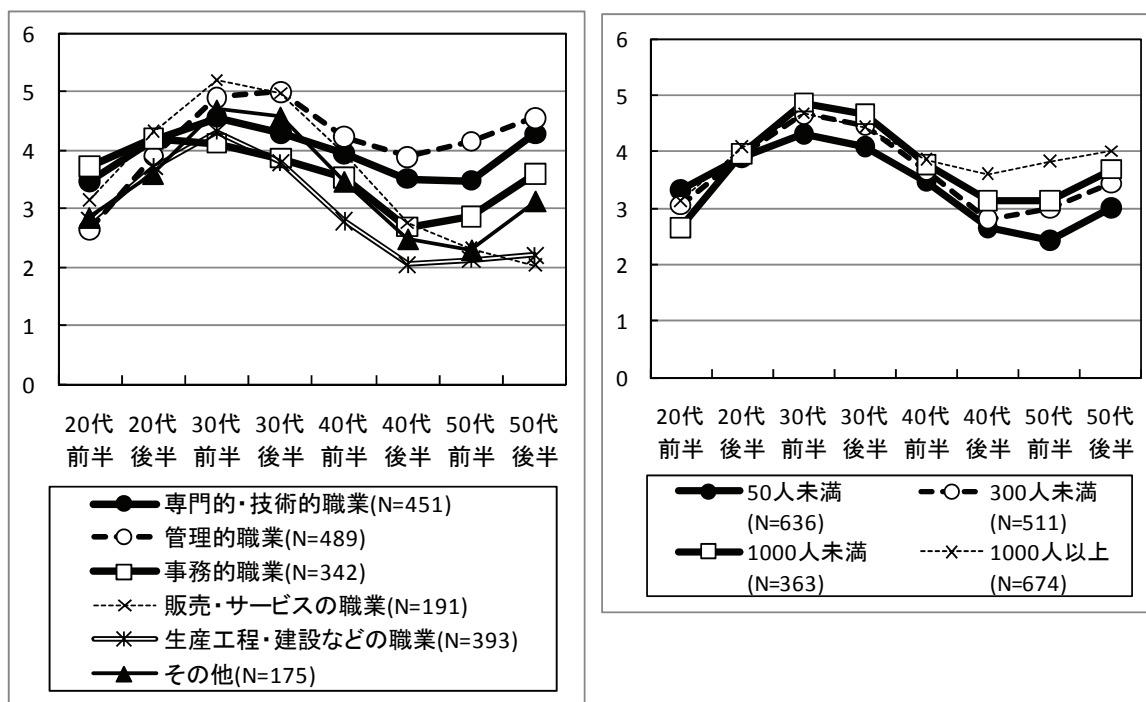 6
5
4
3
2
1
0
20代 20代 30代 30代 40代 40代 50代 50代
前半 後半 前半 後半 前半 後半 前半 後半
専門的・技術的職業(N=451)
管理的職業(N=489)
事務的職業(N=342)
販売・サービスの職業(N=191)
生産工程・建設などの職業(N=393)
その他(N=175)
6
5
4
3
2
1
0
20代 20代 30代 30代 40代 40代 50代 50代
前半 後半 前半 後半 前半 後半 前半 後半
50人未満 300人未満
(N=636) (N=511)
1000人未満 1000人以上
(N=363) (N=674)